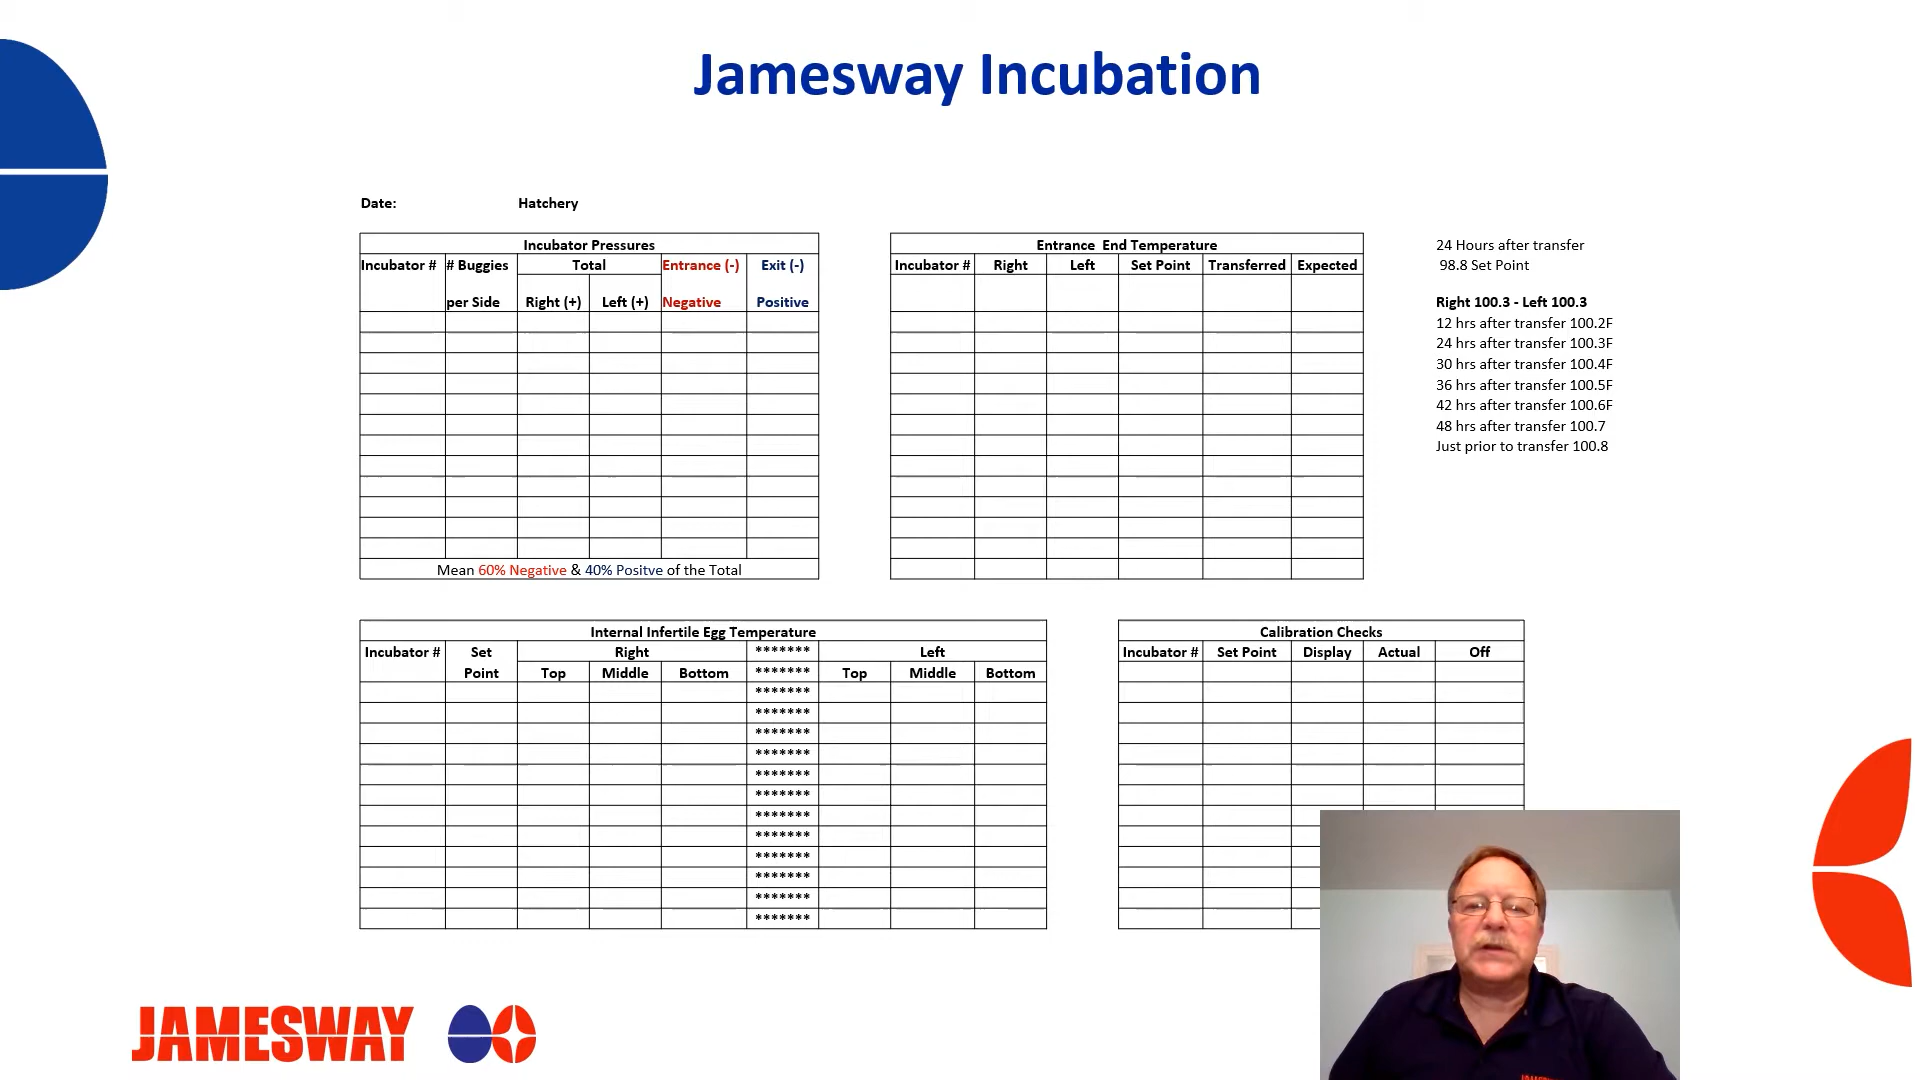 Jamesway Incubation
Date: Hatchery
Incubator Pressures
Incubator # # Buggies Total Entrance (-) Exit (-)
per Side Right (+) Left (+) Negative Positive
Mean 60% Negative & 40% Positve of the Total
Entrance End Temperature
Incubator # Right Left Set Point Transferred Expected
24 Hours after transfer
98.8 Set Point
Right 100.3 - Left 100.3
12 hrs after transfer 100.2F
24 hrs after transfer 100.3F
30 hrs after transfer 100.4F
36 hrs after transfer 100.5F
42 hrs after transfer 100.6F
48 hrs after transfer 100.7
Just prior to transfer 100.8
Internal Infertile Egg Temperature
Incubator # Set Right ******* Left
Point Top Middle Bottom ******* Top Middle Bottom
*******
*******
*******
*******
*******
*******
*******
*******
*******
*******
*******
*******
Calibration Checks
Incubator # Set Point Display Actual Off
JAMESWAY